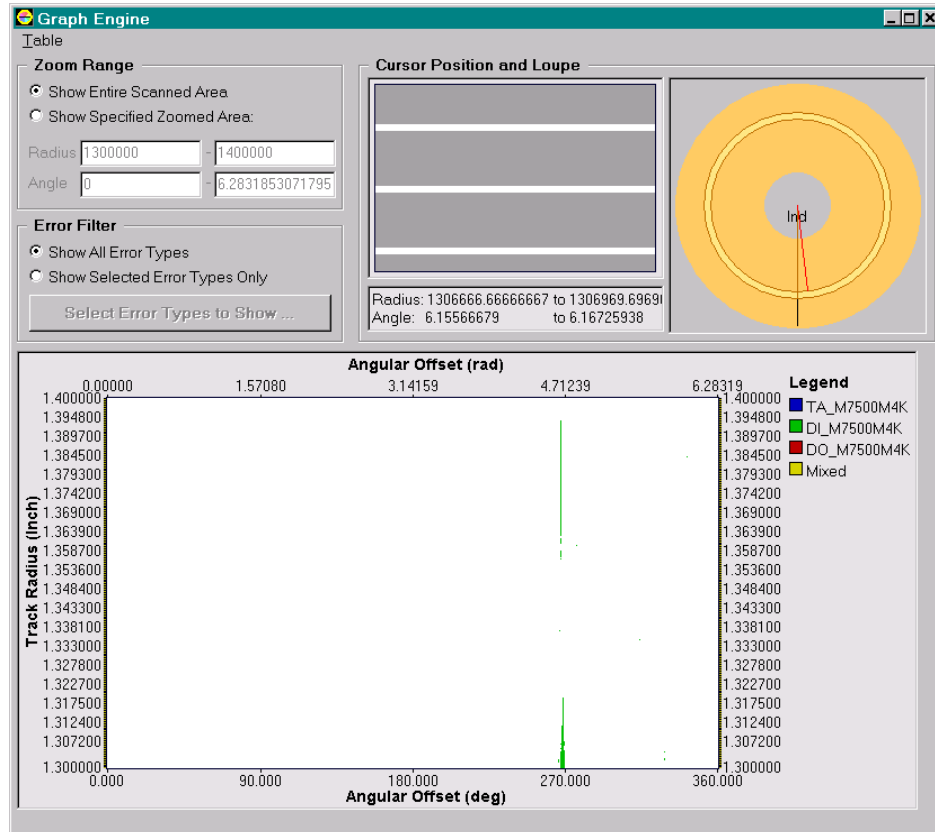 Graph Engine
Table
Zoom Range
Show Entire Scanned Area
Show Specified Zoomed Area:
Radius 1300000 - 1400000
Angle 0 - 6.2831853071795
Error Filter
Show All Error Types
Show Selected Error Types Only
Select Error Types to Show ...
Cursor Position and Loupe
Ind
Radius: 1306666.66666667 to 1306969.6969
Angle: 6.15566679 to 6.16725938
Angular Offset (rad)
0.00000 1.57080 3.14159 4.71239 6.28319
Track Radius (Inch)
1.400000 1.400000
1.394800 1.394800
1.389700 1.389700
1.384500 1.384500
1.379300 1.379300
1.374200 1.374200
1.369000 1.369000
1.363900 1.363900
1.358700 1.358700
1.353600 1.353600
1.348400 1.348400
1.343300 1.343300
1.338100 1.338100
1.333000 1.333000
1.327800 1.327800
1.322700 1.322700
1.317500 1.317500
1.312400 1.312400
1.307200 1.307200
1.300000 1.300000
0.000 90.000 180.000 270.000 360.000
Angular Offset (deg)
Legend
TA_M7500M4K
DI_M7500M4K
DO_M7500M4K
Mixed